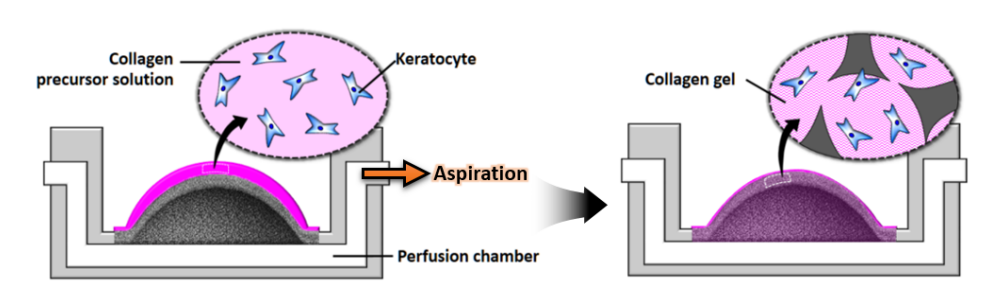 Collagen
precursor solution
Keratocyte
Aspiration
Perfusion chamber
Collagen gel